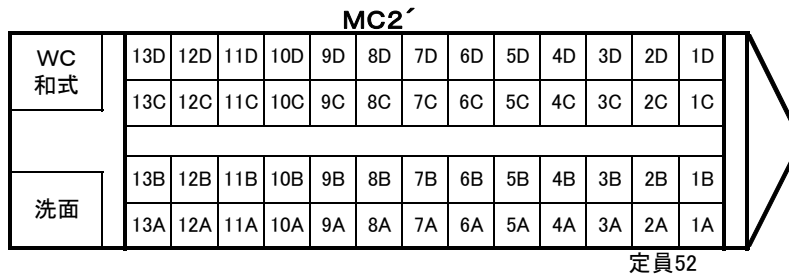 MC2´
WC
和式
13D 12D 11D 10D 9D 8D 7D 6D 5D 4D 3D 2D 1D
13C 12C 11C 10C 9C 8C 7C 6C 5C 4C 3C 2C 1C
13B 12B 11B 10B 9B 8B 7B 6B 5B 4B 3B 2B 1B
洗面
13A 12A 11A 10A 9A 8A 7A 6A 5A 4A 3A 2A 1A
定員52